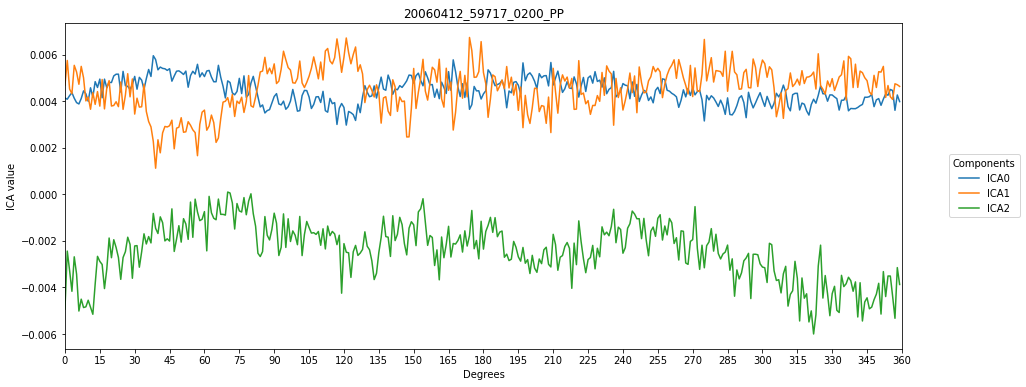 20060412_59717_0200_PP
ICA value
0.006
0.004
0.002
0.000
−0.002
−0.004
−0.006
0 15 30 45 60 75 90 105 120 135 150 165 180 195 210 225 240 255 270 285 300 315 330 345 360
Degrees
Components
ICA0
ICA1
ICA2